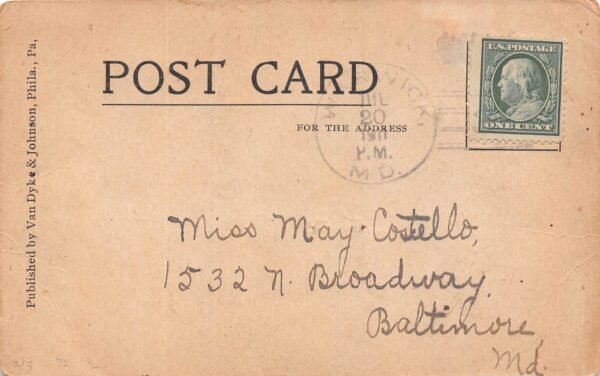 Published by Van Dyke & Johnson, Phila., Pa,
POST CARD
FOR THE ADDRESS
JUL
20
1911
P.M.
MD.
U.S. POSTAGE
ONE CENT
Miss May Costello,
1532 N. Broadway
Baltimore,
Md.